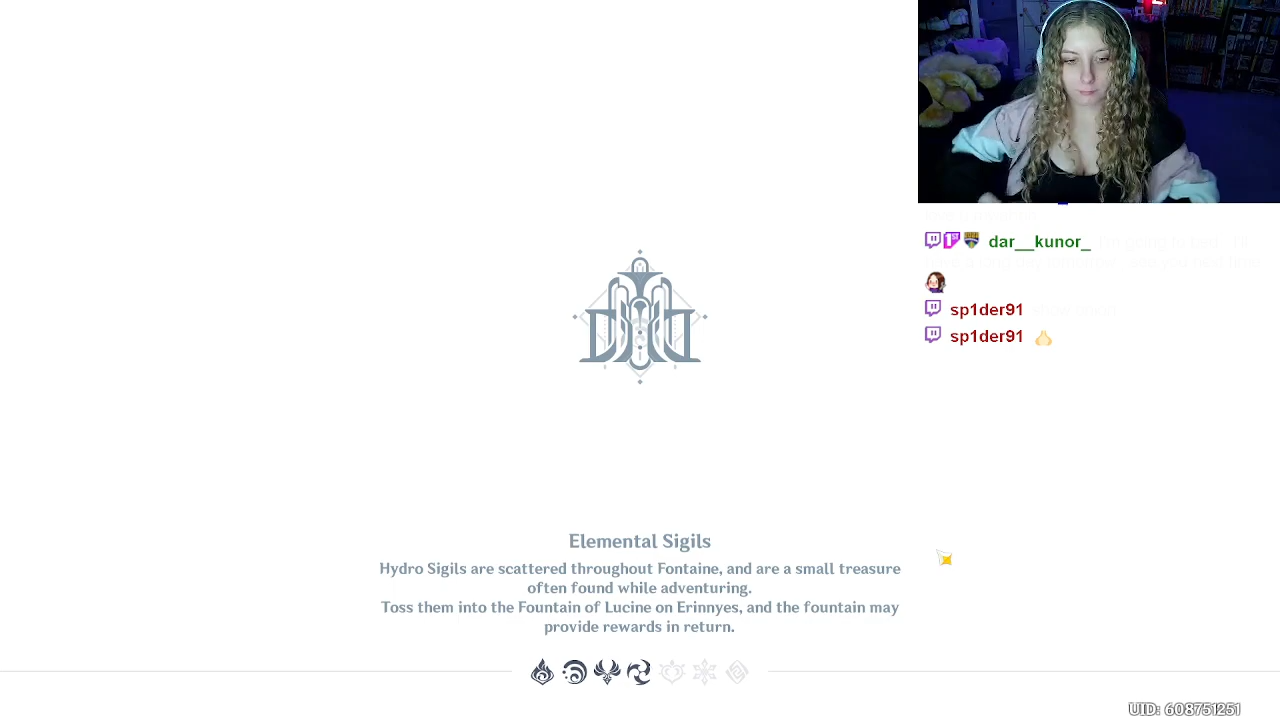 dar__kunor_
sp1der91
sp1der91
Elemental Sigils
Hydro Sigils are scattered throughout Fontaine, and are a small treasure
often found while adventuring.
Toss them into the Fountain of Lucine on Erinnyes, and the fountain may
provide rewards in return.
UID: 608751251